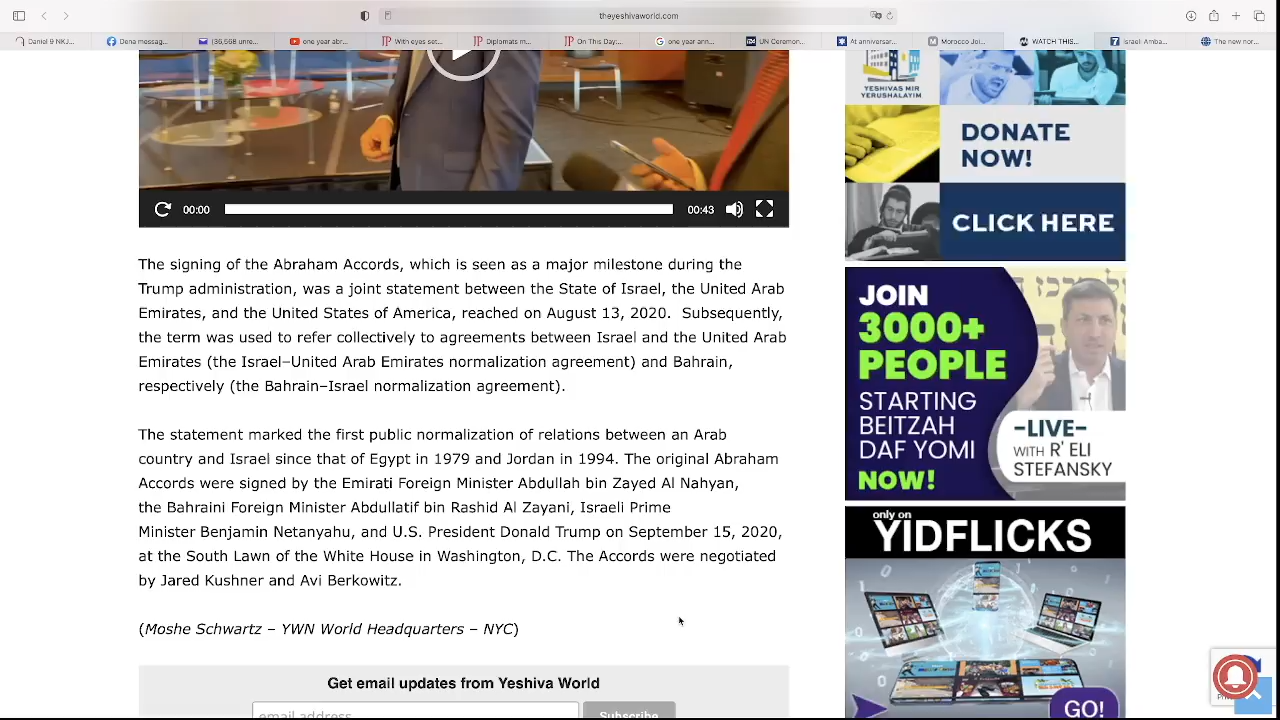 theyeshivaworld.com
Daniel 9 NKJ...
Dena messag...
(36,568 unre...
one year abr...
With eyes set...
Diplomats m...
On This Day:...
one year ann...
UN Ceremon...
At anniversar...
Morocco Joi...
WATCH THIS...
Israeli Amba...
The new nor...
YESHIVAS MIR
YERUSHALAYIM
DONATE
NOW!
CLICK HERE
00:00
00:43
The signing of the Abraham Accords, which is seen as a major milestone during the
Trump administration, was a joint statement between the State of Israel, the United Arab
Emirates, and the United States of America, reached on August 13, 2020. Subsequently,
the term was used to refer collectively to agreements between Israel and the United Arab
Emirates (the Israel–United Arab Emirates normalization agreement) and Bahrain,
respectively (the Bahrain–Israel normalization agreement).
The statement marked the first public normalization of relations between an Arab
country and Israel since that of Egypt in 1979 and Jordan in 1994. The original Abraham
Accords were signed by the Emirati Foreign Minister Abdullah bin Zayed Al Nahyan,
the Bahraini Foreign Minister Abdullatif bin Rashid Al Zayani, Israeli Prime
Minister Benjamin Netanyahu, and U.S. President Donald Trump on September 15, 2020,
at the South Lawn of the White House in Washington, D.C. The Accords were negotiated
by Jared Kushner and Avi Berkowitz.
(Moshe Schwartz – YWN World Headquarters – NYC)
Get email updates from Yeshiva World
email address
Subscribe
JOIN
3000+
PEOPLE
STARTING
BEITZAH
DAF YOMI
NOW!
-LIVE-
WITH R' ELI
STEFANSKY
only on
YIDFLICKS
GO!